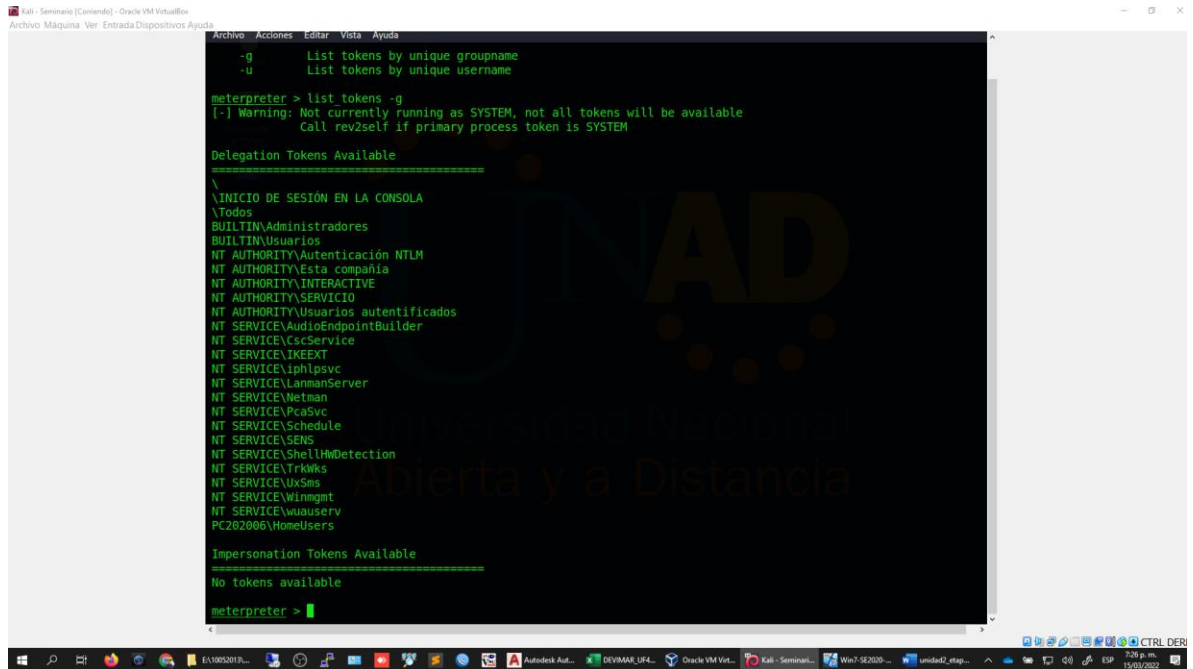 Kali - Seminario [Corriendo] - Oracle VM VirtualBox
Archivo Máquina Ver Entrada Dispositivos Ayuda
Archivo Acciones Editar Vista Ayuda
-g List tokens by unique groupname
-u List tokens by unique username
meterpreter > list_tokens -g
[-] Warning: Not currently running as SYSTEM, not all tokens will be available
Call rev2self if primary process token is SYSTEM
Delegation Tokens Available
========================================
\
\INICIO DE SESIÓN EN LA CONSOLA
\Todos
BUILTIN\Administradores
BUILTIN\Usuarios
NT AUTHORITY\Autenticación NTLM
NT AUTHORITY\Esta compañía
NT AUTHORITY\INTERACTIVE
NT AUTHORITY\SERVICIO
NT AUTHORITY\Usuarios autentificados
NT SERVICE\AudioEndpointBuilder
NT SERVICE\CscService
NT SERVICE\IKEEXT
NT SERVICE\iphlpsvc
NT SERVICE\LanmanServer
NT SERVICE\Netman
NT SERVICE\PcaSvc
NT SERVICE\Schedule
NT SERVICE\SENS
NT SERVICE\ShellHWDetection
NT SERVICE\TrkWks
NT SERVICE\UxSms
NT SERVICE\Winmgmt
NT SERVICE\wuauserv
PC202006\HomeUsers
Impersonation Tokens Available
========================================
No tokens available
meterpreter >
UNAD
Universidad Nacional
Abierta y a Distancia
CTRL DER
E:\10052013\... Autodesk Aut... DEVIMAR_UF4... Oracle VM Virt... Kali - Seminari... Win7-SE2020-... unidad2_etap... ESP 7:26 p. m.
15/03/2022